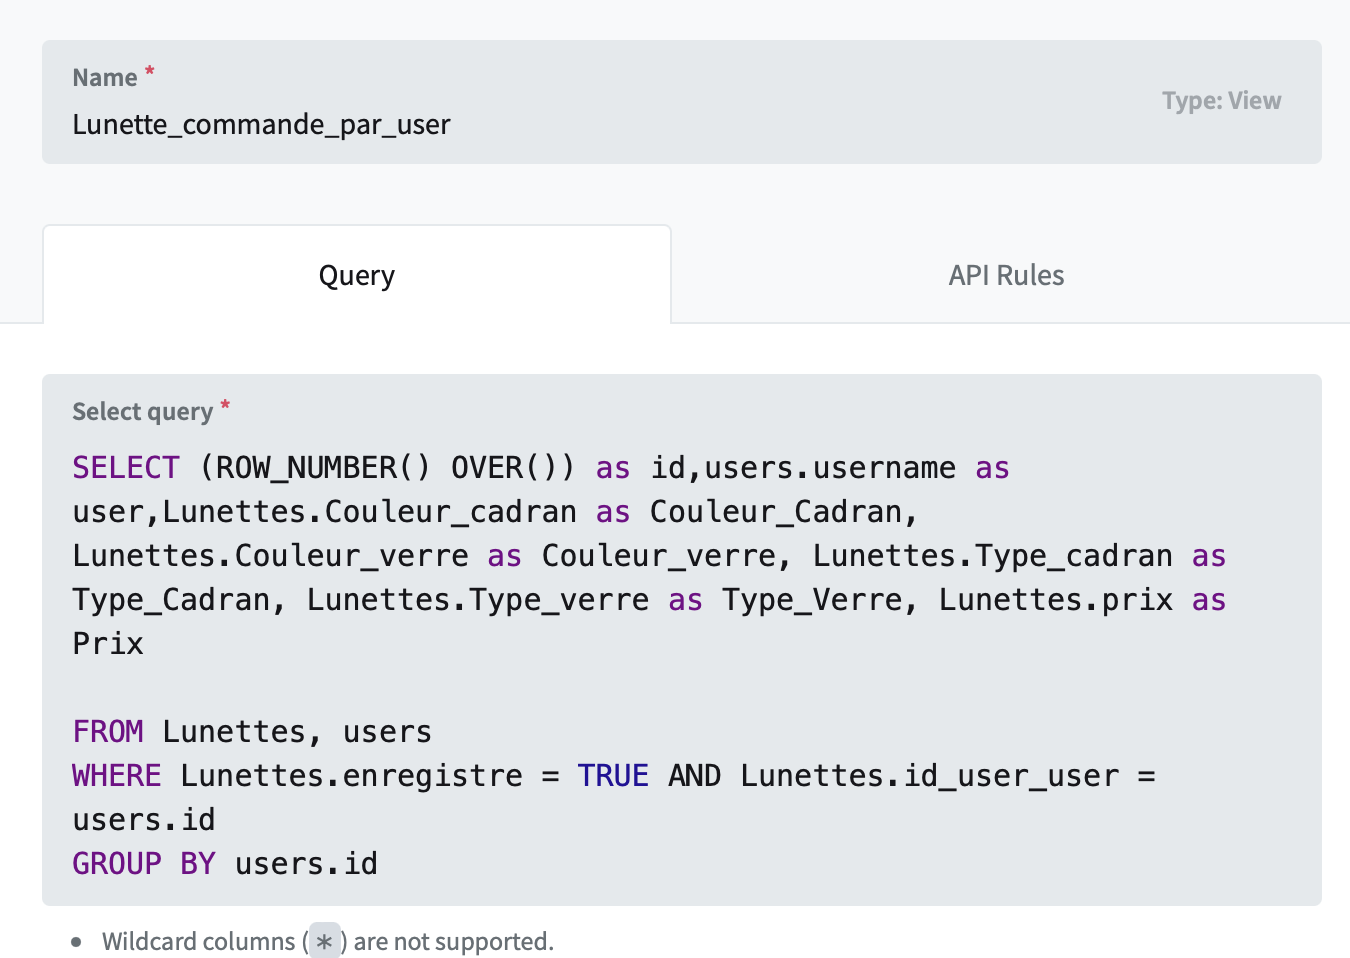 Name *
Lunette_commande_par_user
Type: View
Query
API Rules
Select query *
SELECT (ROW_NUMBER() OVER()) as id,users.username as
user,Lunettes.Couleur_cadran as Couleur_Cadran,
Lunettes.Couleur_verre as Couleur_verre, Lunettes.Type_cadran as
Type_Cadran, Lunettes.Type_verre as Type_Verre, Lunettes.prix as
Prix
FROM Lunettes, users
WHERE Lunettes.enregistre = TRUE AND Lunettes.id_user_user =
users.id
GROUP BY users.id
• Wildcard columns (*) are not supported.